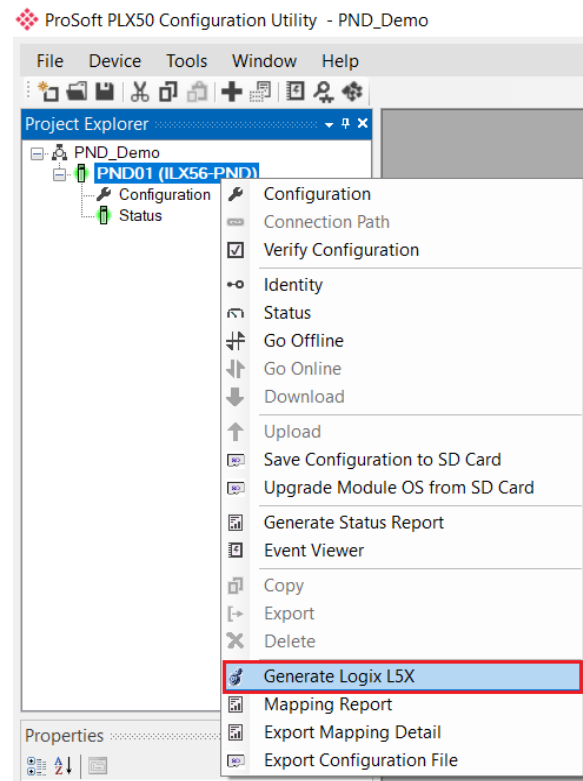 ProSoft PLX50 Configuration Utility - PND_Demo
File Device Tools Window Help
Project Explorer
PND_Demo
PND01 (ILX56-PND)
Configuration
Status
Configuration
Connection Path
Verify Configuration
Identity
Status
Go Offline
Go Online
Download
Upload
Save Configuration to SD Card
Upgrade Module OS from SD Card
Generate Status Report
Event Viewer
Copy
Export
Delete
Generate Logix L5X
Mapping Report
Export Mapping Detail
Export Configuration File
Properties